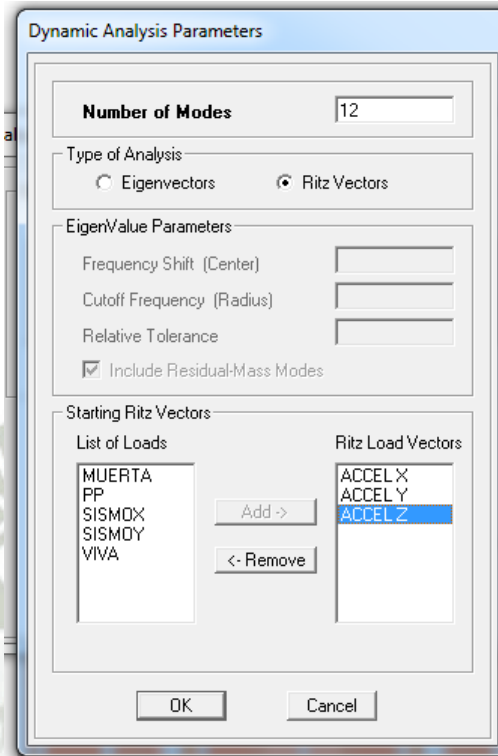 Dynamic Analysis Parameters
Number of Modes 12
Type of Analysis
Eigenvectors Ritz Vectors
EigenValue Parameters
Frequency Shift (Center)
Cutoff Frequency (Radius)
Relative Tolerance
Include Residual-Mass Modes
Starting Ritz Vectors
List of Loads Ritz Load Vectors
MUERTA ACCEL X
PP ACCEL Y
SISMOX ACCEL Z
SISMOY
VIVA
Add ->
<- Remove
OK Cancel